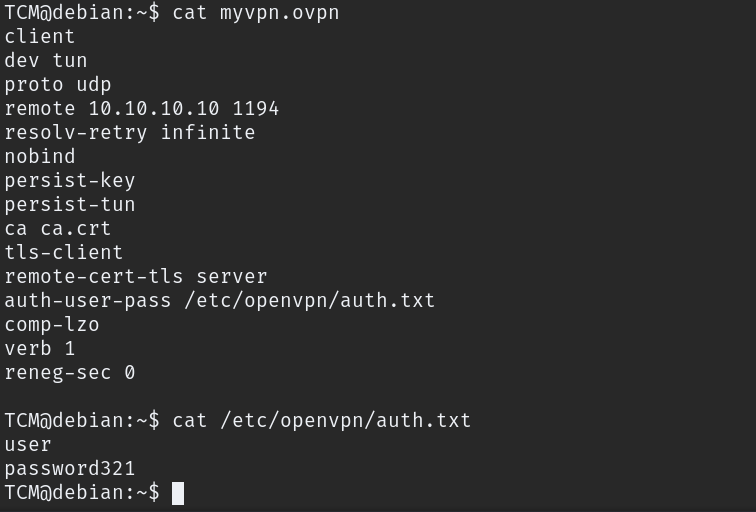 TCM@debian:~$ cat myvpn.ovpn
client
dev tun
proto udp
remote 10.10.10.10 1194
resolv-retry infinite
nobind
persist-key
persist-tun
ca ca.crt
tls-client
remote-cert-tls server
auth-user-pass /etc/openvpn/auth.txt
comp-lzo
verb 1
reneg-sec 0
TCM@debian:~$ cat /etc/openvpn/auth.txt
user
password321
TCM@debian:~$